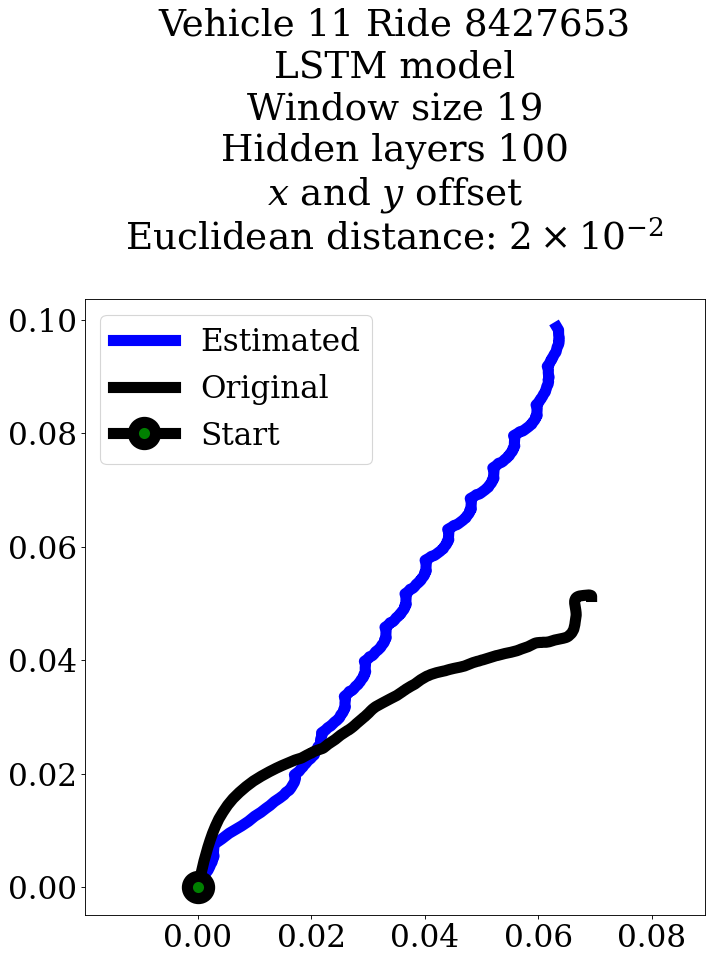 Vehicle 11 Ride 8427653
LSTM model
Window size 19
Hidden layers 100
x and y offset
Euclidean distance: 2 × 10⁻²
Estimated
Original
Start
0.10
0.08
0.06
0.04
0.02
0.00
0.00 0.02 0.04 0.06 0.08